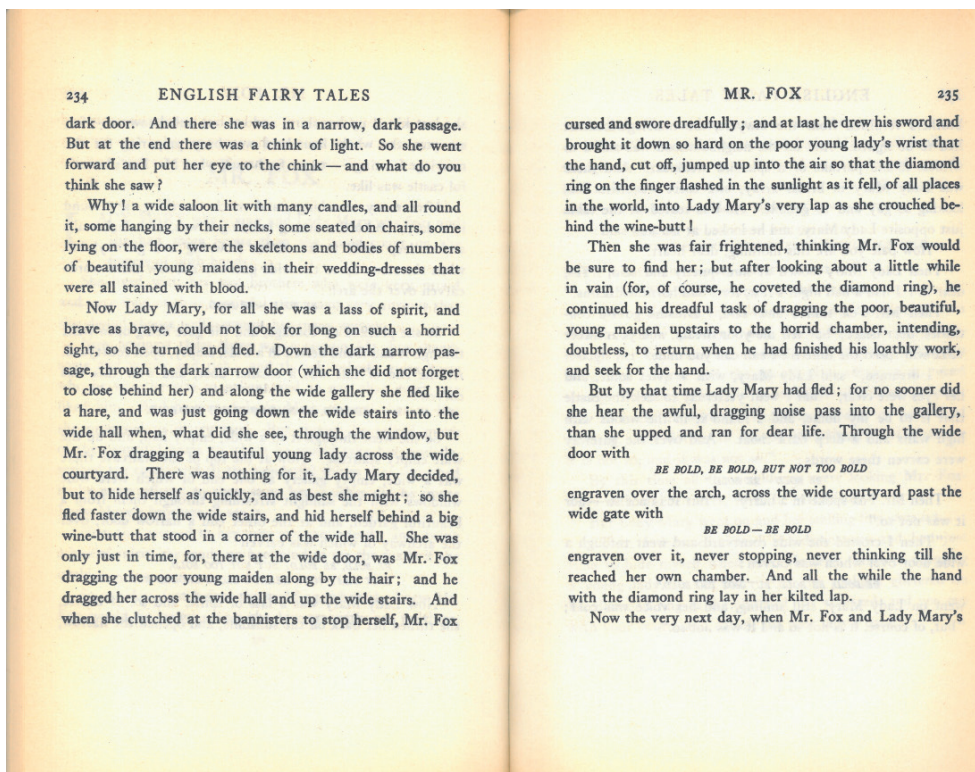 234 ENGLISH FAIRY TALES
dark door. And there she was in a narrow, dark passage.
But at the end there was a chink of light. So she went
forward and put her eye to the chink — and what do you
think she saw?
Why! a wide saloon lit with many candles, and all round
it, some hanging by their necks, some seated on chairs, some
lying on the floor, were the skeletons and bodies of numbers
of beautiful young maidens in their wedding-dresses that
were all stained with blood.
Now Lady Mary, for all she was a lass of spirit, and
brave as brave, could not look for long on such a horrid
sight, so she turned and fled. Down the dark narrow pas-
sage, through the dark narrow door (which she did not forget
to close behind her) and along the wide gallery she fled like
a hare, and was just going down the wide stairs into the
wide hall when, what did she see, through the window, but
Mr. Fox dragging a beautiful young lady across the wide
courtyard. There was nothing for it, Lady Mary decided,
but to hide herself as quickly, and as best she might; so she
fled faster down the wide stairs, and hid herself behind a big
wine-butt that stood in a corner of the wide hall. She was
only just in time, for, there at the wide door, was Mr. Fox
dragging the poor young maiden along by the hair; and he
dragged her across the wide hall and up the wide stairs. And
when she clutched at the bannisters to stop herself, Mr. Fox
MR. FOX 235
cursed and swore dreadfully; and at last he drew his sword and
brought it down so hard on the poor young lady's wrist that
the hand, cut off, jumped up into the air so that the diamond
ring on the finger flashed in the sunlight as it fell, of all places
in the world, into Lady Mary's very lap as she crouched be-
hind the wine-butt!
Then she was fair frightened, thinking Mr. Fox would
be sure to find her; but after looking about a little while
in vain (for, of course, he coveted the diamond ring), he
continued his dreadful task of dragging the poor, beautiful,
young maiden upstairs to the horrid chamber, intending,
doubtless, to return when he had finished his loathly work,
and seek for the hand.
But by that time Lady Mary had fled; for no sooner did
she hear the awful, dragging noise pass into the gallery,
than she upped and ran for dear life. Through the wide
door with
BE BOLD, BE BOLD, BUT NOT TOO BOLD
engraven over the arch, across the wide courtyard past the
wide gate with
BE BOLD — BE BOLD
engraven over it, never stopping, never thinking till she
reached her own chamber. And all the while the hand
with the diamond ring lay in her kilted lap.
Now the very next day, when Mr. Fox and Lady Mary's